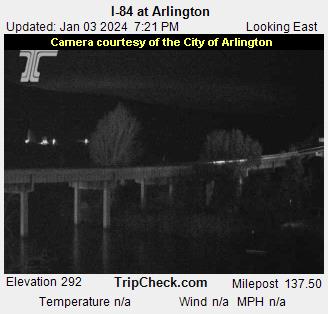 I-84 at Arlington
Updated: Jan 03 2024 7:21 PM Looking East
Camera courtesy of the City of Arlington
Elevation 292 TripCheck.com Milepost 137.50
Temperature n/a Wind n/a MPH n/a